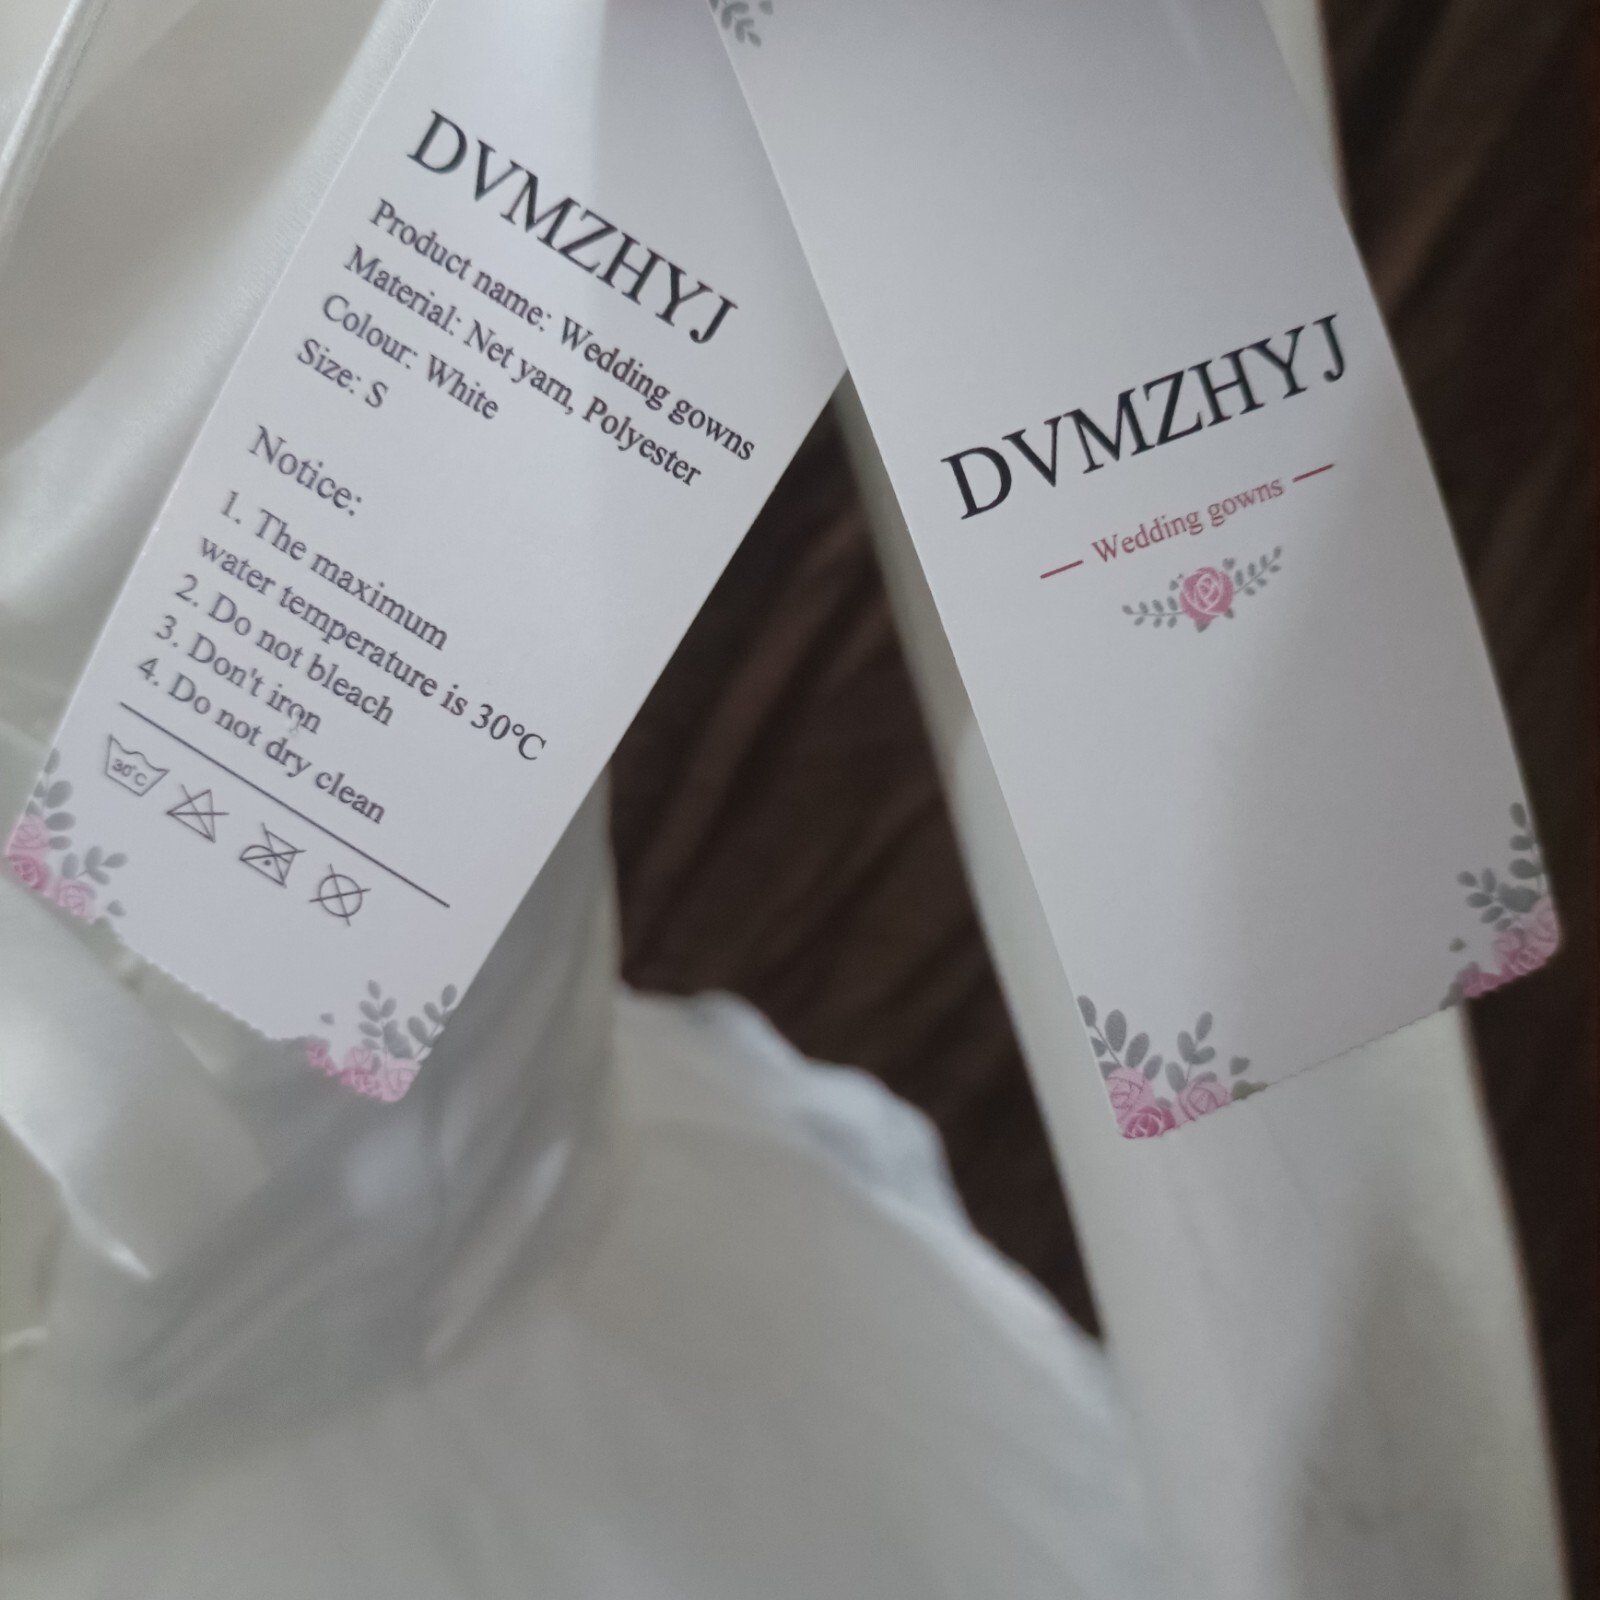 DVMZHYJ
Product name: Wedding gowns
Material: Net yarn, Polyester
Colour: White
Size: S
Notice:
1. The maximum
water temperature is 30°C
2. Do not bleach
3. Don't iron
4. Do not dry clean
30°C
DVMZHYJ
Wedding gowns